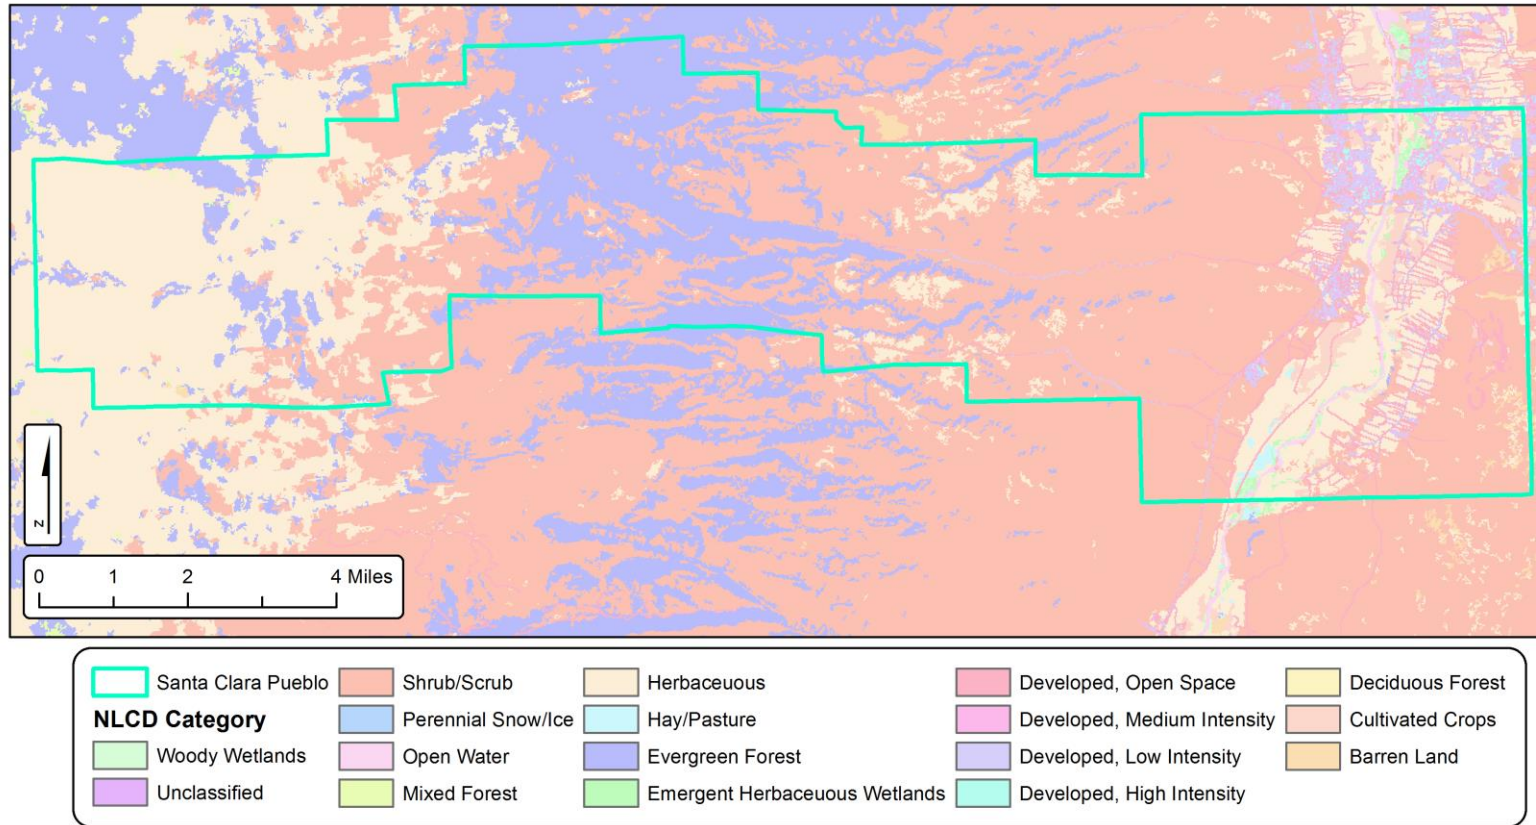 N
0 1 2 4 Miles
Santa Clara Pueblo
NLCD Category
Woody Wetlands
Unclassified
Shrub/Scrub
Perennial Snow/Ice
Open Water
Mixed Forest
Herbaceuous
Hay/Pasture
Evergreen Forest
Emergent Herbaceuous Wetlands
Developed, Open Space
Developed, Medium Intensity
Developed, Low Intensity
Developed, High Intensity
Deciduous Forest
Cultivated Crops
Barren Land